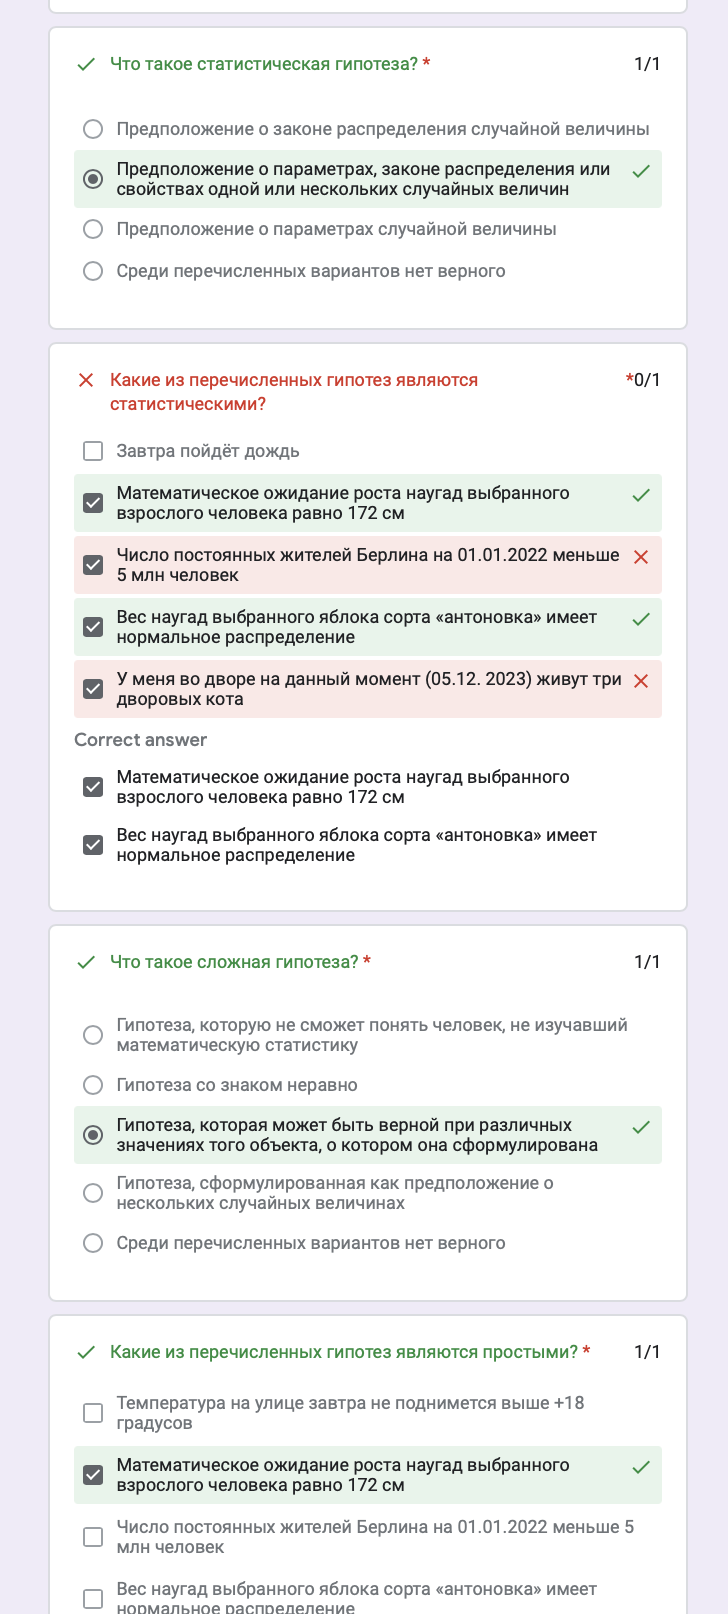 Что такое статистическая гипотеза? *
1/1
Предположение о законе распределения случайной величины
Предположение о параметрах, законе распределения или
свойствах одной или нескольких случайных величин
Предположение о параметрах случайной величины
Среди перечисленных вариантов нет верного
Какие из перечисленных гипотез являются
*0/1
статистическими?
Завтра пойдёт дождь
Математическое ожидание роста наугад выбранного
взрослого человека равно 172 см
Число постоянных жителей Берлина на 01.01.2022 меньше
5 млн человек
Вес наугад выбранного яблока сорта «антоновка» имеет
нормальное распределение
У меня во дворе на данный момент (05.12. 2023) живут три
дворовых кота
Correct answer
Математическое ожидание роста наугад выбранного
взрослого человека равно 172 см
Вес наугад выбранного яблока сорта «антоновка» имеет
нормальное распределение
Что такое сложная гипотеза? *
1/1
Гипотеза, которую не сможет понять человек, не изучавший
математическую статистику
Гипотеза со знаком неравно
Гипотеза, которая может быть верной при различных
значениях того объекта, о котором она сформулирована
Гипотеза, сформулированная как предположение о
нескольких случайных величинах
Среди перечисленных вариантов нет верного
Какие из перечисленных гипотез являются простыми? *
1/1
Температура на улице завтра не поднимется выше +18
градусов
Математическое ожидание роста наугад выбранного
взрослого человека равно 172 см
Число постоянных жителей Берлина на 01.01.2022 меньше 5
млн человек
Вес наугад выбранного яблока сорта «антоновка» имеет
нормальное распределение